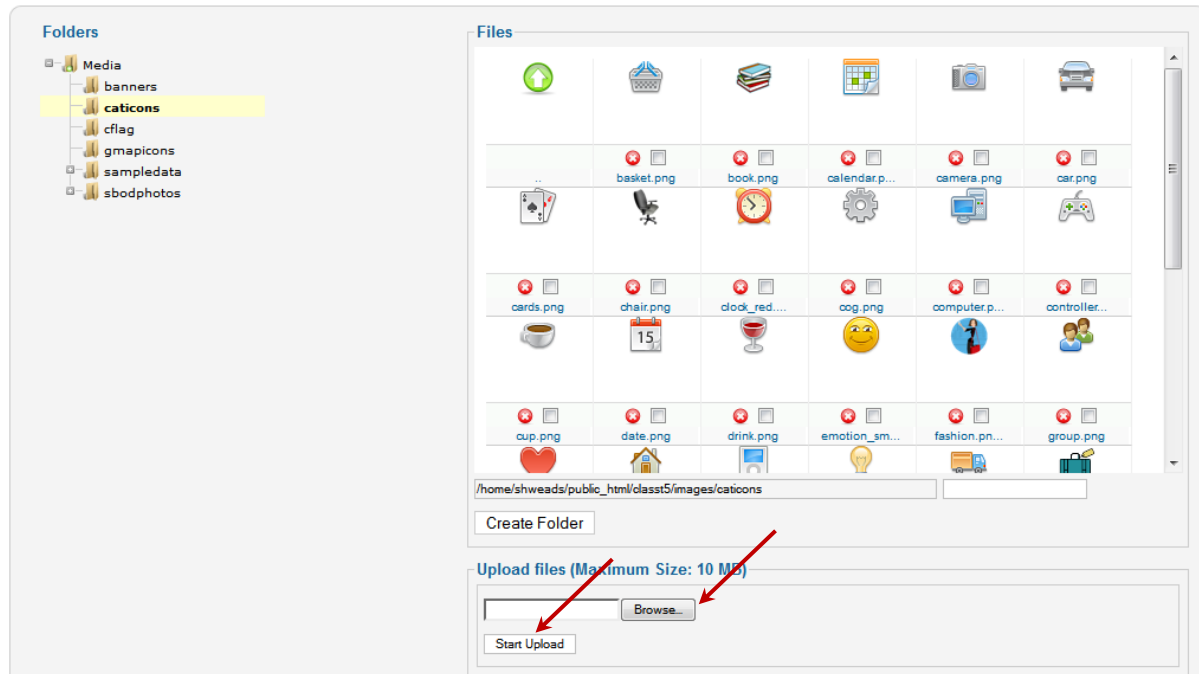 Folders
Media
banners
caticons
cflag
gmapicons
sampledata
sbodphotos
Files
..
basket.png
book.png
calendar.p...
camera.png
car.png
cards.png
chair.png
clock_red....
cog.png
computer.p...
controller...
15
cup.png
date.png
drink.png
emotion_sm...
fashion.pn...
group.png
/home/shweads/public_html/classt5/images/caticons
Create Folder
Upload files (Maximum Size: 10 MB)
Browse...
Start Upload